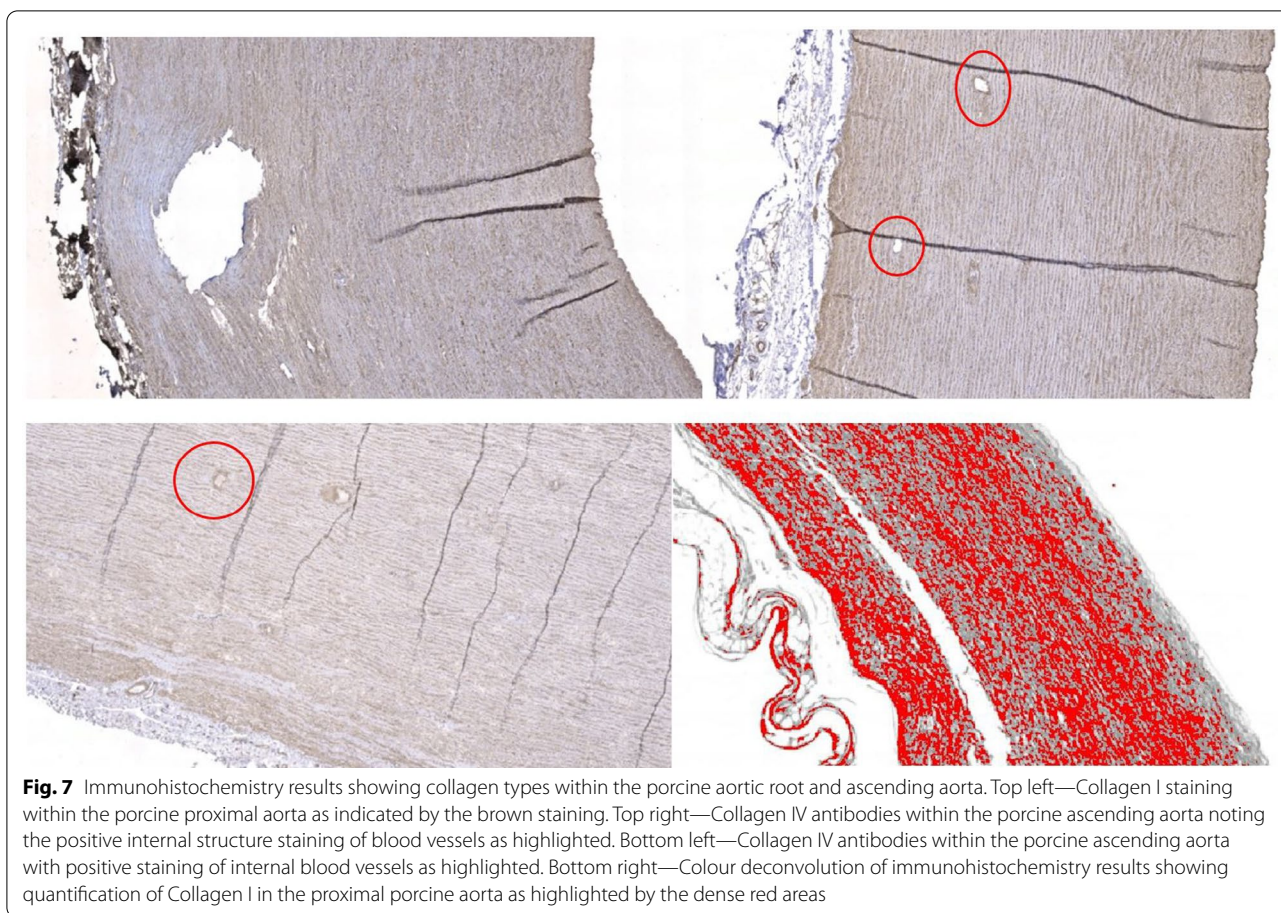 Fig. 7 Immunohistochemistry results showing collagen types within the porcine aortic root and ascending aorta. Top left—Collagen I staining
within the porcine proximal aorta as indicated by the brown staining. Top right—Collagen IV antibodies within the porcine ascending aorta noting
the positive internal structure staining of blood vessels as highlighted. Bottom left—Collagen IV antibodies within the porcine ascending aorta
with positive staining of internal blood vessels as highlighted. Bottom right—Colour deconvolution of immunohistochemistry results showing
quantification of Collagen I in the proximal porcine aorta as highlighted by the dense red areas